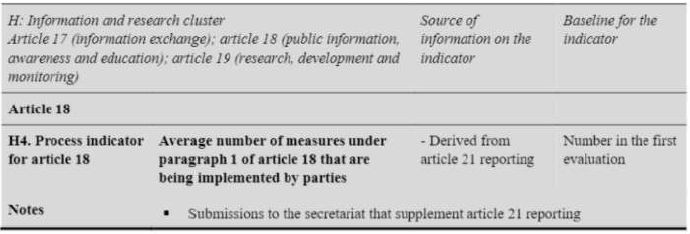 H: Information and research cluster
Article 17 (information exchange); article 18 (public information,
awareness and education); article 19 (research, development and
monitoring)
Source of
information on the
indicator
Baseline for the
indicator
Article 18
H4. Process indicator
for article 18
Average number of measures under
paragraph 1 of article 18 that are
being implemented by parties
- Derived from
article 21 reporting
Number in the first
evaluation
Notes
▪ Submissions to the secretariat that supplement article 21 reporting